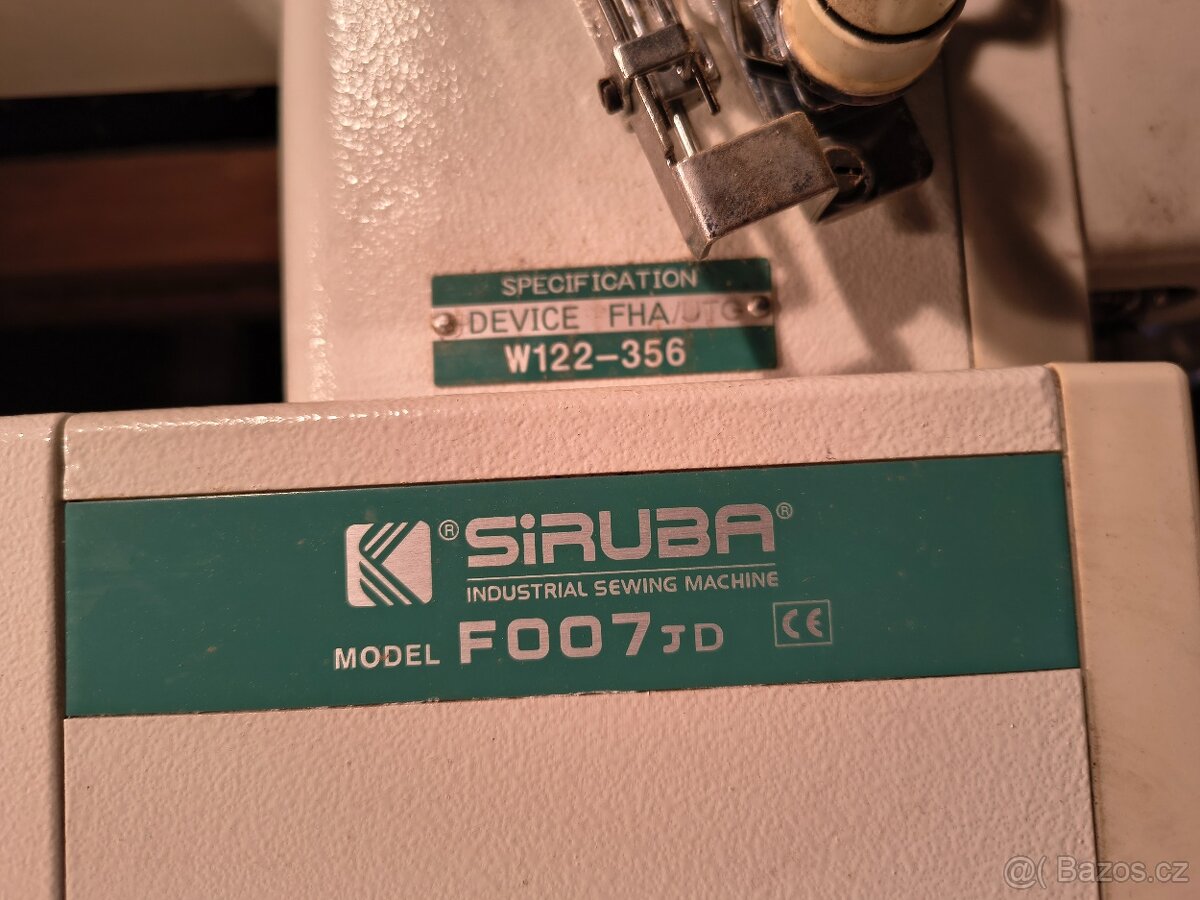 SPECIFICATION
DEVICE FHA/UTG
W122-356
® SiRUBA ®
INDUSTRIAL SEWING MACHINE
MODEL F007JD CE
@( Bazos.cz